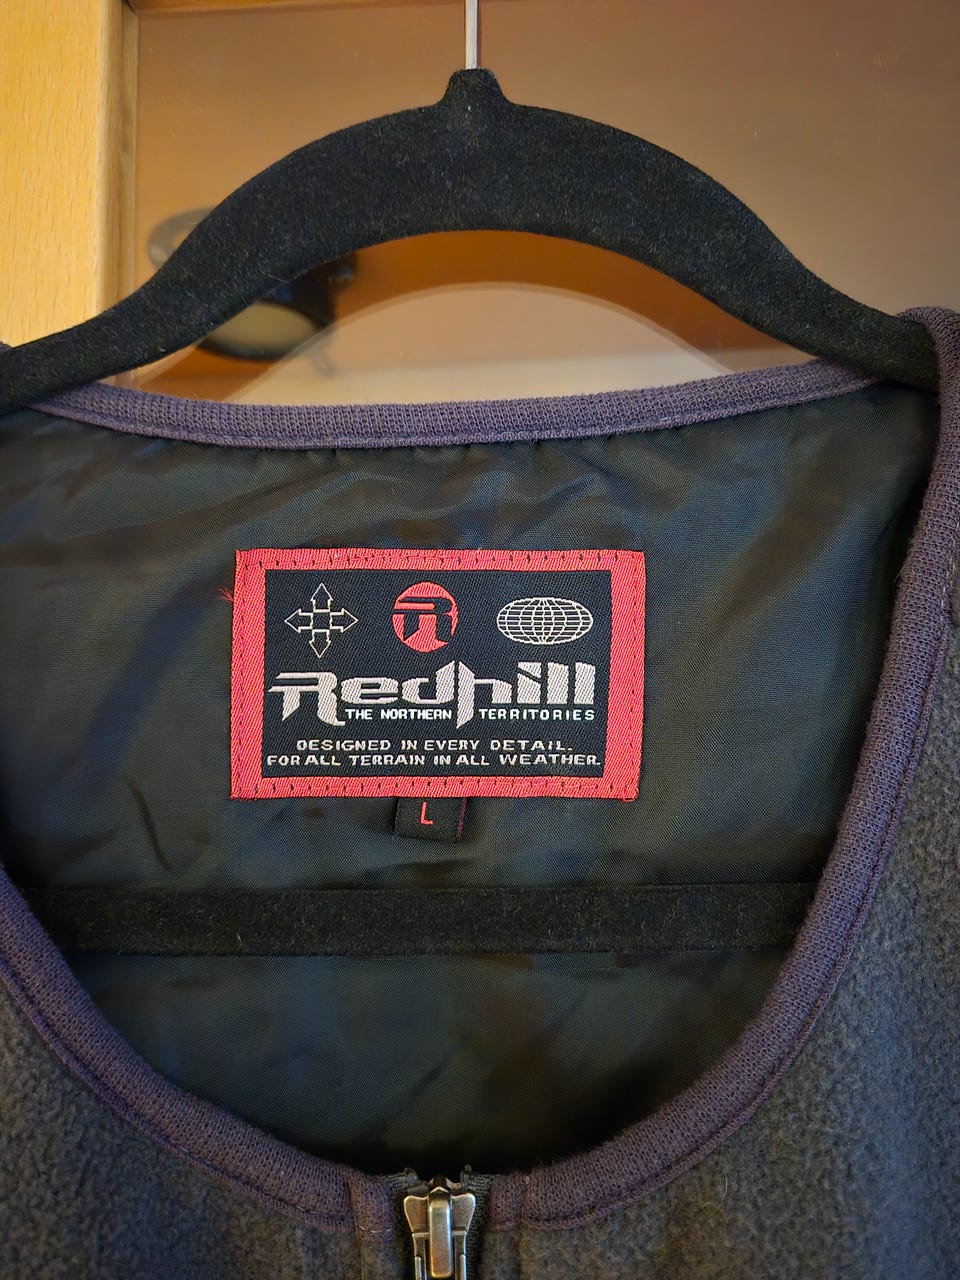 R
Redhill
THE NORTHERN TERRITORIES
DESIGNED IN EVERY DETAIL.
FOR ALL TERRAIN IN ALL WEATHER.
L